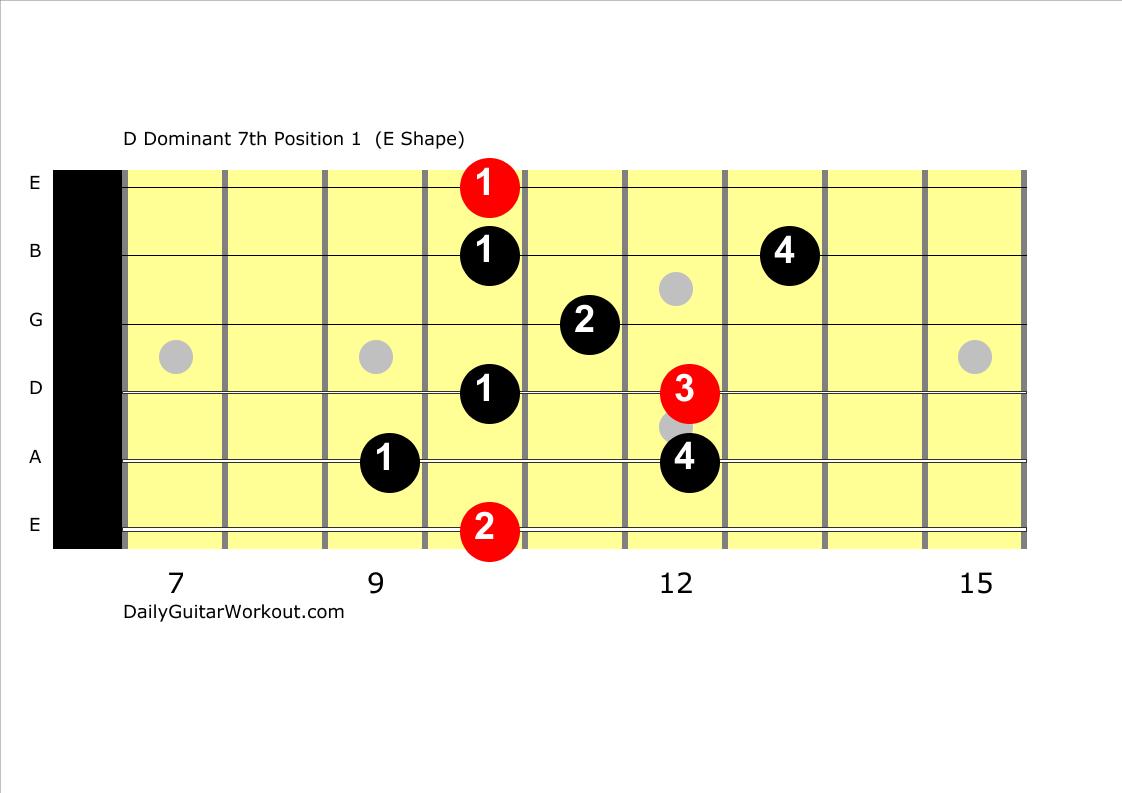 D Dominant 7th Position 1 (E Shape)
E 1
B 1 4
G 2
D 1 3
A 1 4
E 2
7 9 12 15
DailyGuitarWorkout.com